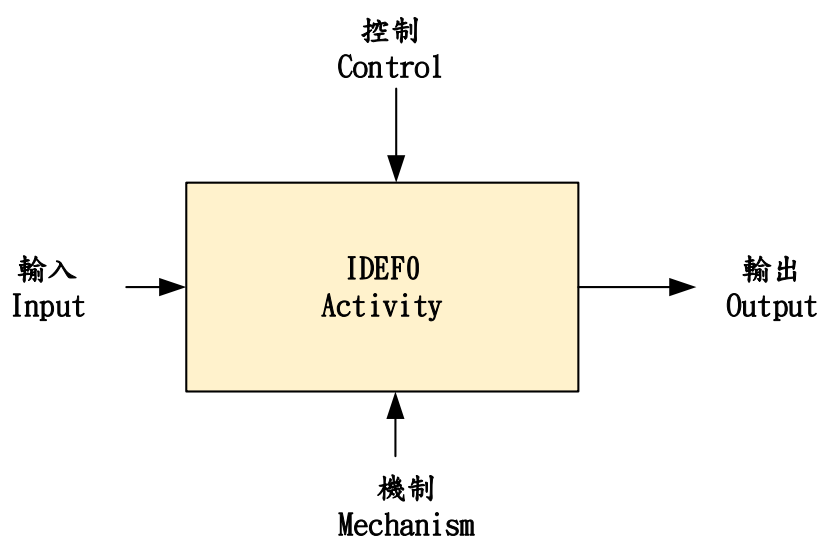 控制
Control
輸入
Input
IDEF0
Activity
輸出
Output
機制
Mechanism